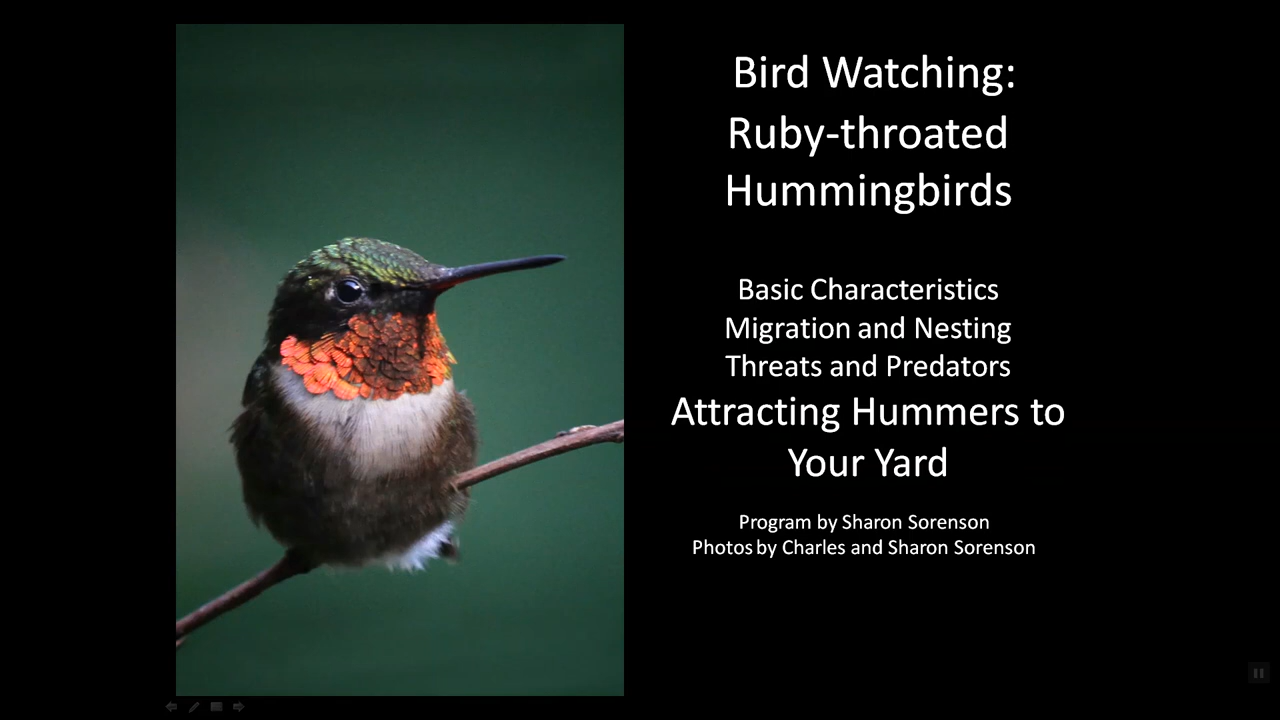 Bird Watching:
Ruby-throated
Hummingbirds
Basic Characteristics
Migration and Nesting
Threats and Predators
Attracting Hummers to
Your Yard
Program by Sharon Sorenson
Photos by Charles and Sharon Sorenson